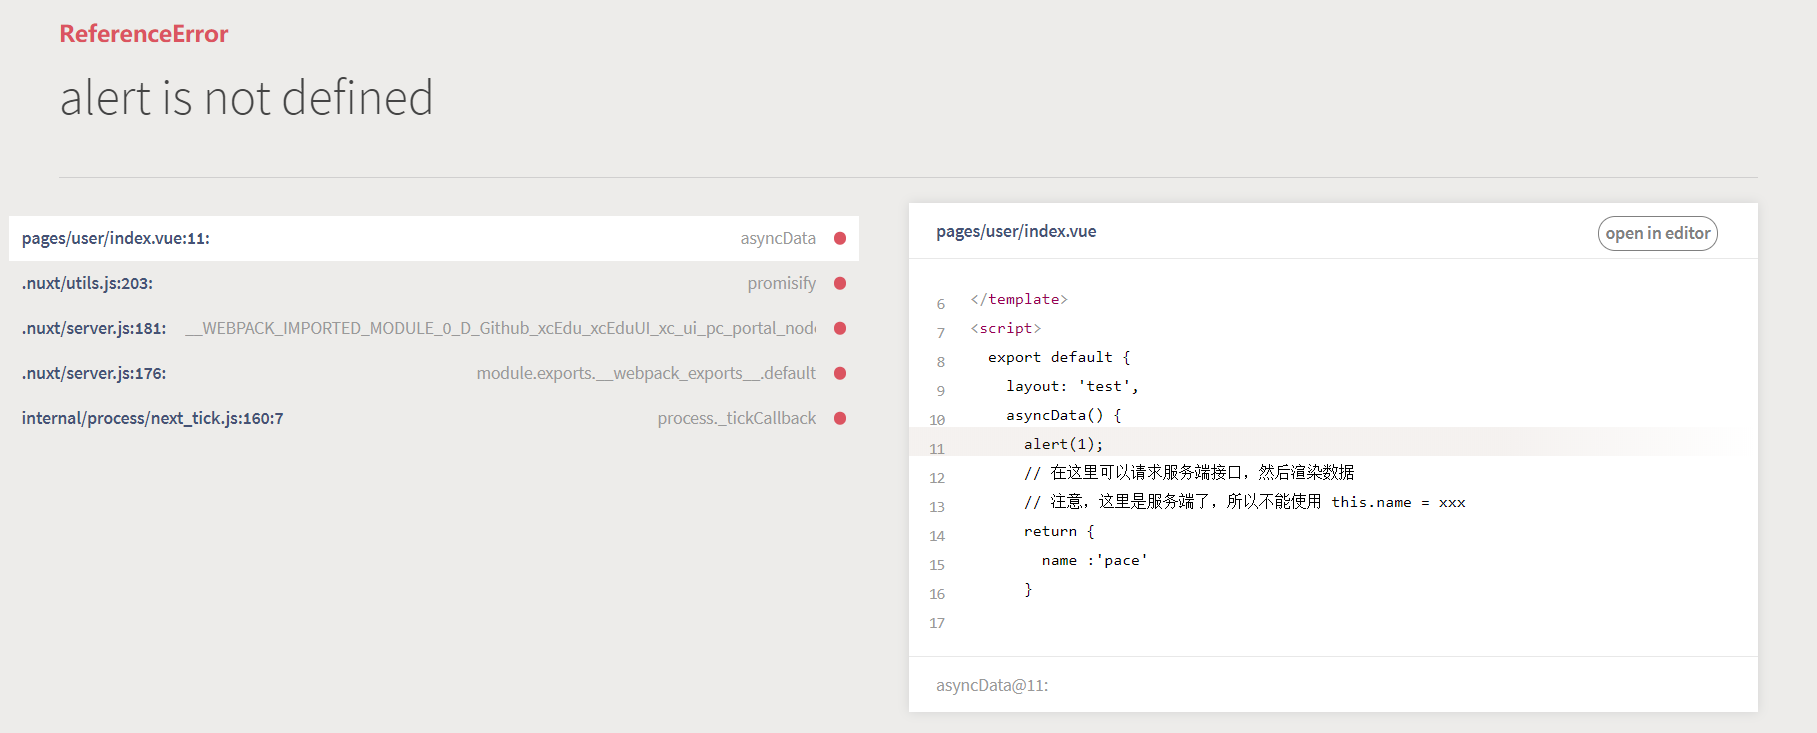 ReferenceError
alert is not defined
pages/user/index.vue:11: asyncData
.nuxt/utils.js:203: promisify
.nuxt/server.js:181: __WEBPACK_IMPORTED_MODULE_0_D_Github_xcEdu_xcEduUI_xc_ui_pc_portal_node
.nuxt/server.js:176: module.exports.__webpack_exports__.default
internal/process/next_tick.js:160:7 process._tickCallback
pages/user/index.vue
open in editor
6 </template>
7 <script>
8 export default {
9 layout: 'test',
10 asyncData() {
11 alert(1);
12 // 在这里可以请求服务端接口，然后渲染数据
13 // 注意，这里是服务端了，所以不能使用 this.name = xxx
14 return {
15 name :'pace'
16 }
17
asyncData@11: